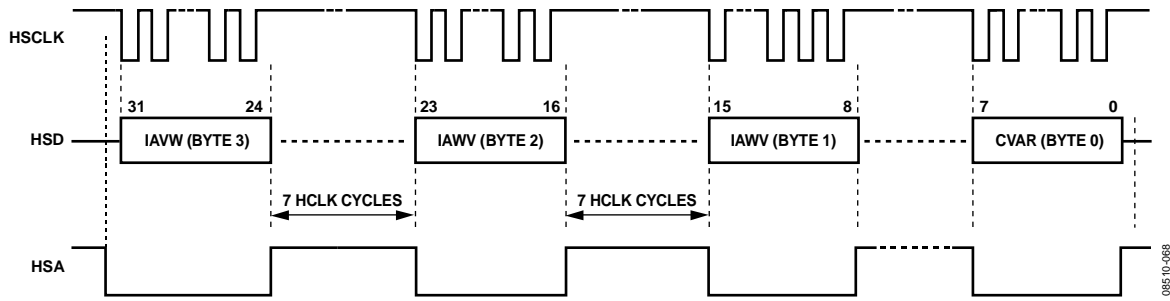 HSCLK
31 24 23 16 15 8 7 0
HSD
IAVW (BYTE 3) IAWV (BYTE 2) IAWV (BYTE 1) CVAR (BYTE 0)
7 HCLK CYCLES 7 HCLK CYCLES
HSA
08510-068